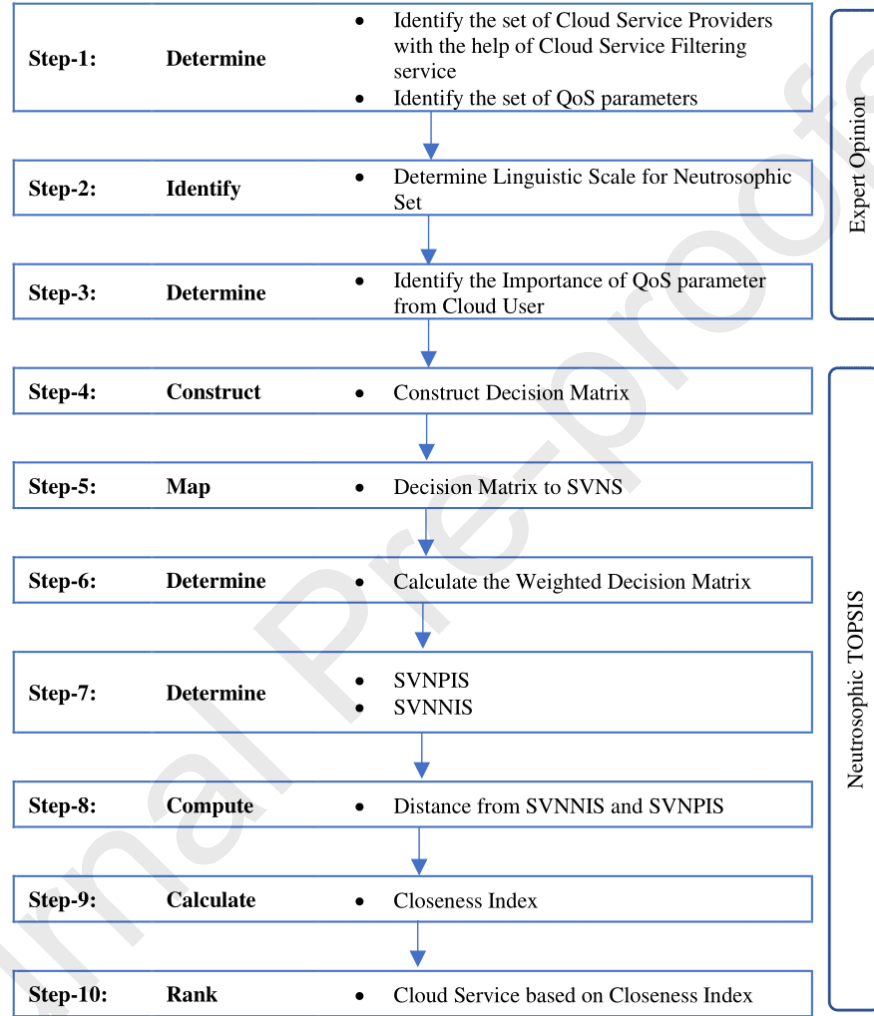 Step-1: Determine • Identify the set of Cloud Service Providers
with the help of Cloud Service Filtering
service
• Identify the set of QoS parameters
Step-2: Identify • Determine Linguistic Scale for Neutrosophic
Set
Step-3: Determine • Identify the Importance of QoS parameter
from Cloud User
Expert Opinion
Step-4: Construct • Construct Decision Matrix
Step-5: Map • Decision Matrix to SVNS
Step-6: Determine • Calculate the Weighted Decision Matrix
Step-7: Determine • SVNPIS
• SVNNIS
Step-8: Compute • Distance from SVNNIS and SVNPIS
Step-9: Calculate • Closeness Index
Step-10: Rank • Cloud Service based on Closeness Index
Neutrosophic TOPSIS
urnal Pre-proofs